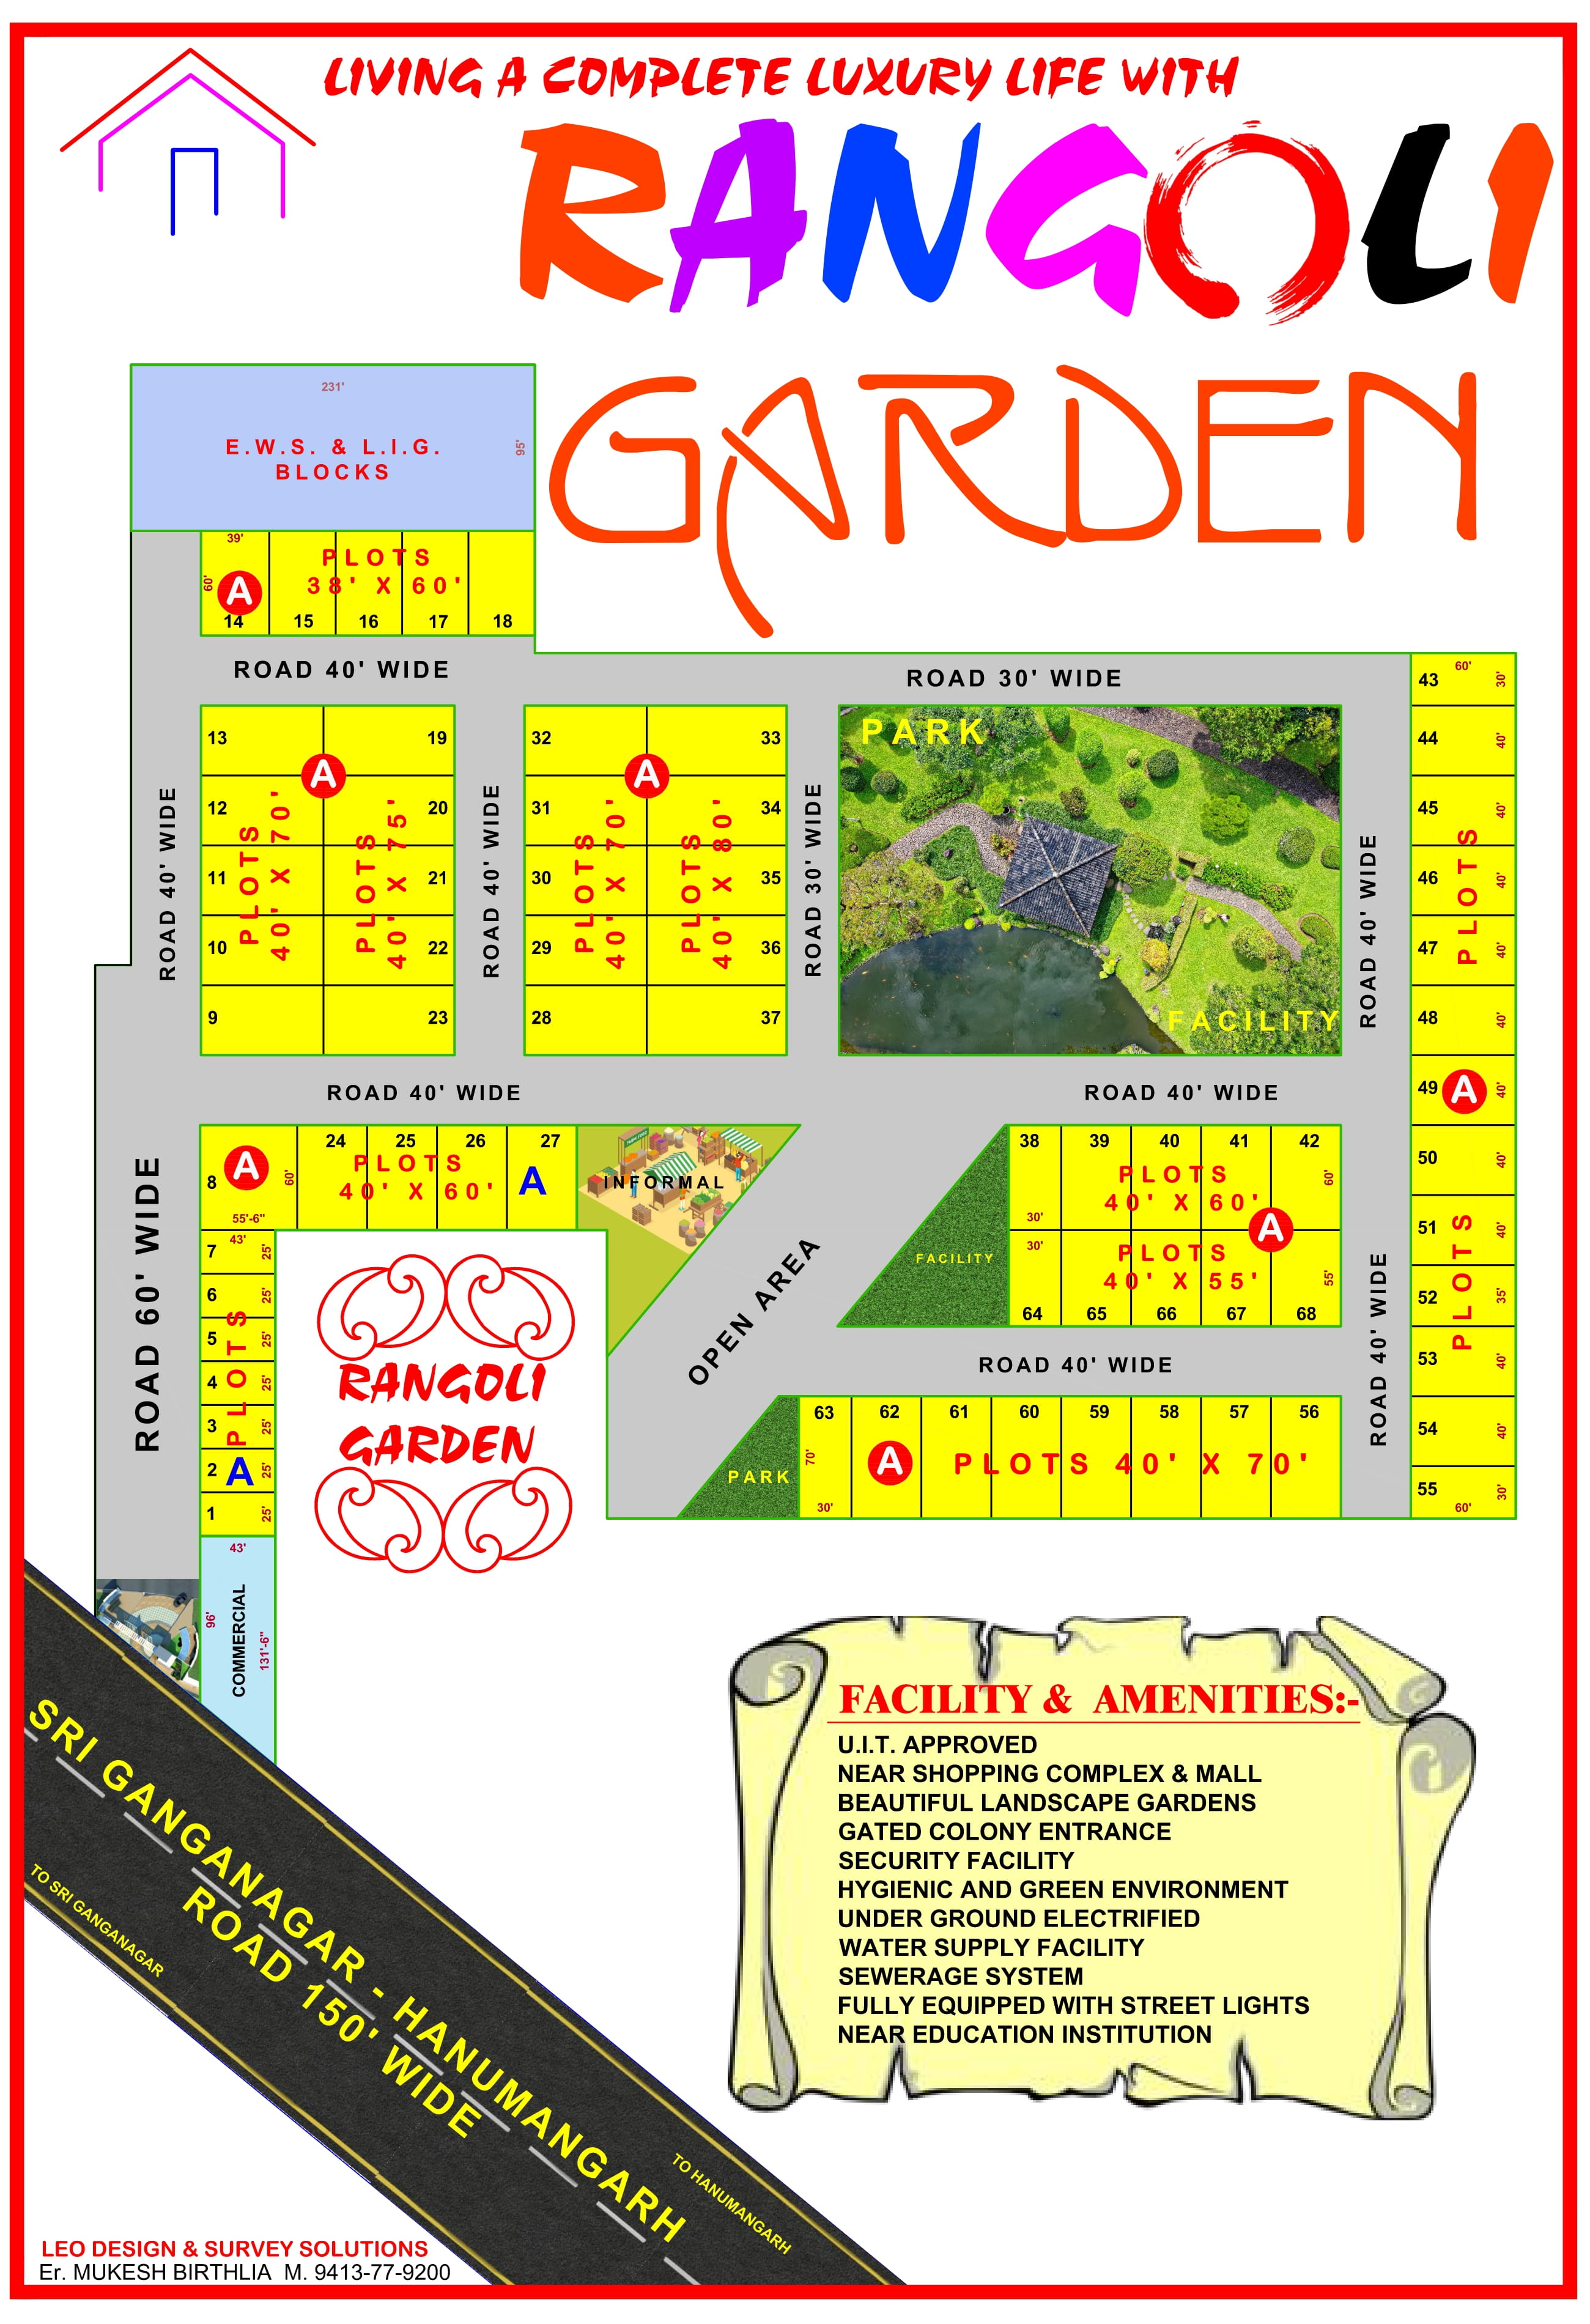 LIVING A COMPLETE LUXURY LIFE WITH
RANGOLI
GARDEN
231'
95'
E.W.S. & L.I.G.
BLOCKS
39'
60'
A
PLOTS
38' X 60'
14 15 16 17 18
ROAD 40' WIDE
ROAD 30' WIDE
13 19
12 20
11 21
10 22
9 23
A
PLOTS
40' X 70'
PLOTS
40' X 75'
ROAD 40' WIDE
ROAD 40' WIDE
32 33
31 34
30 35
29 36
28 37
A
PLOTS
40' X 70'
PLOTS
40' X 80'
ROAD 30' WIDE
PARK
FACILITY
ROAD 40' WIDE
60'
43 30'
44 40'
45 40'
46 40'
47 40'
48 40'
49 A 40'
50 40'
51 40'
52 35'
53 40'
54 40'
55 30'
60'
PLOTS
PLOTS
ROAD 40' WIDE
ROAD 40' WIDE
ROAD 60' WIDE
8 A 60'
55'-6"
24 25 26 27
PLOTS
40' X 60'
A
INFORMAL
43'
7 25'
6 25'
5 25'
4 25'
3 25'
2 A 25'
1 25'
PLOTS
RANGOLI
GARDEN
OPEN AREA
FACILITY
38 39 40 41 42
PLOTS
40' X 60'
30'
60'
A
30'
PLOTS
40' X 55'
55'
64 65 66 67 68
ROAD 40' WIDE
ROAD 40' WIDE
PARK
63 62 61 60 59 58 57 56
70'
A
PLOTS 40' X 70'
30'
43'
96'
COMMERCIAL
131'-6"
SRI GANGANAGAR - HANUMANGARH
ROAD 150' WIDE
TO SRI GANGANAGAR
TO HANUMANGARH
FACILITY & AMENITIES:-
U.I.T. APPROVED
NEAR SHOPPING COMPLEX & MALL
BEAUTIFUL LANDSCAPE GARDENS
GATED COLONY ENTRANCE
SECURITY FACILITY
HYGIENIC AND GREEN ENVIRONMENT
UNDER GROUND ELECTRIFIED
WATER SUPPLY FACILITY
SEWERAGE SYSTEM
FULLY EQUIPPED WITH STREET LIGHTS
NEAR EDUCATION INSTITUTION
LEO DESIGN & SURVEY SOLUTIONS
Er. MUKESH BIRTHLIA M. 9413-77-9200